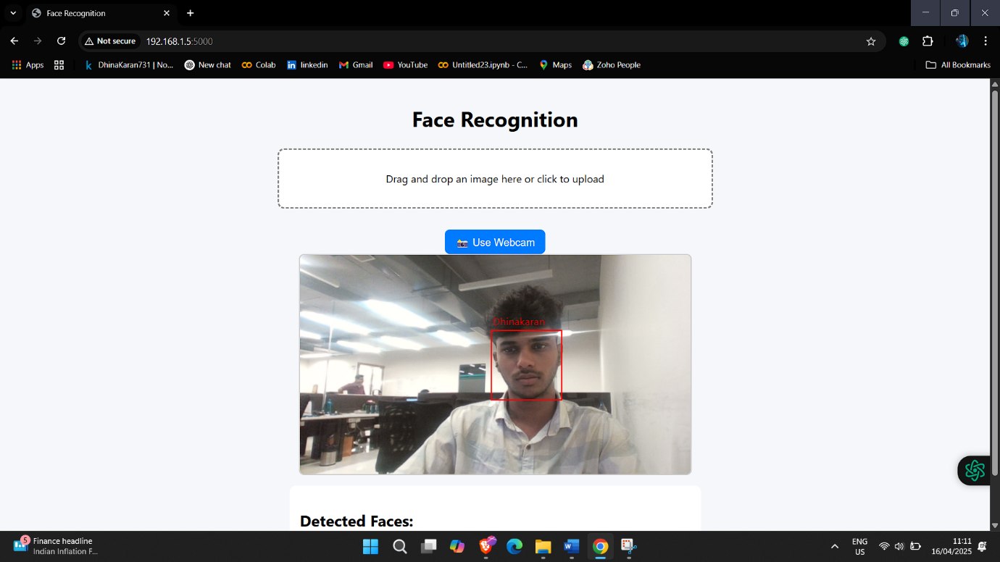 Face Recognition
Not secure
192.168.1.5:5000
Apps
DhinaKaran731 | No...
New chat
Colab
linkedin
Gmail
YouTube
Untitled23.ipynb - C...
Maps
Zoho People
All Bookmarks
Face Recognition
Drag and drop an image here or click to upload
Use Webcam
Dhinakaran
Detected Faces:
5
Finance headline
Indian Inflation F...
ENG
US
11:11
16/04/2025